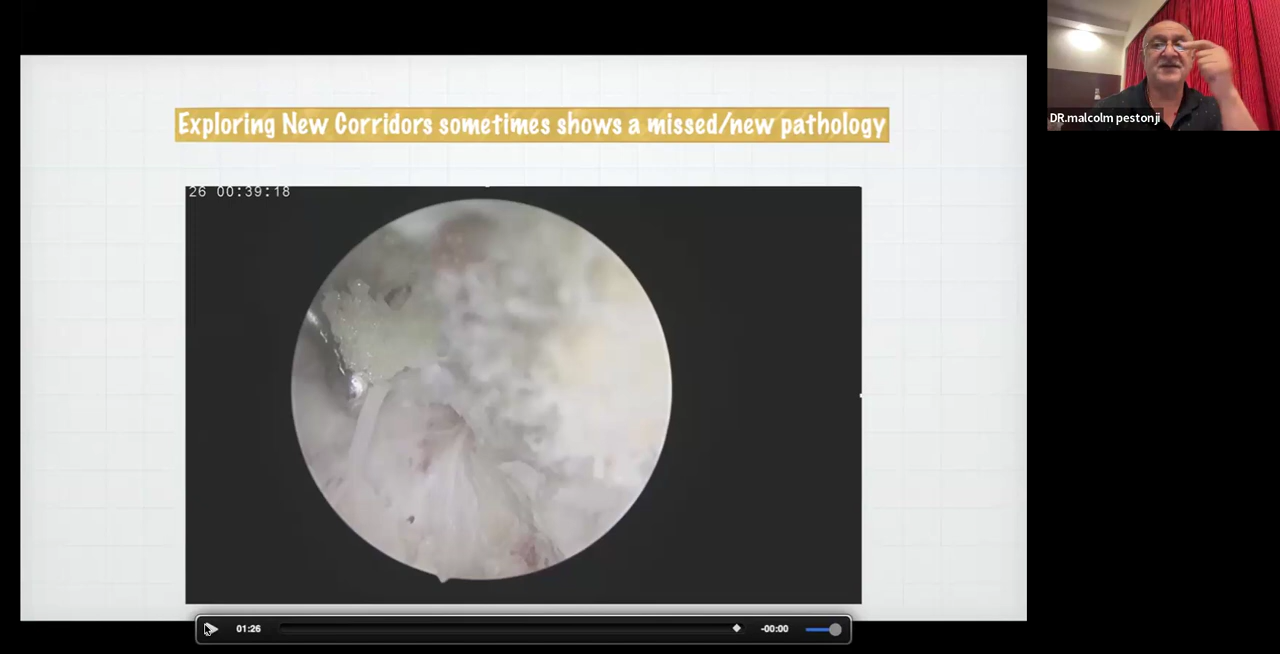 Exploring New Corridors sometimes shows a missed/new pathology
DR.malcolm pestonji
26 00:39:18
01:26
-00:00